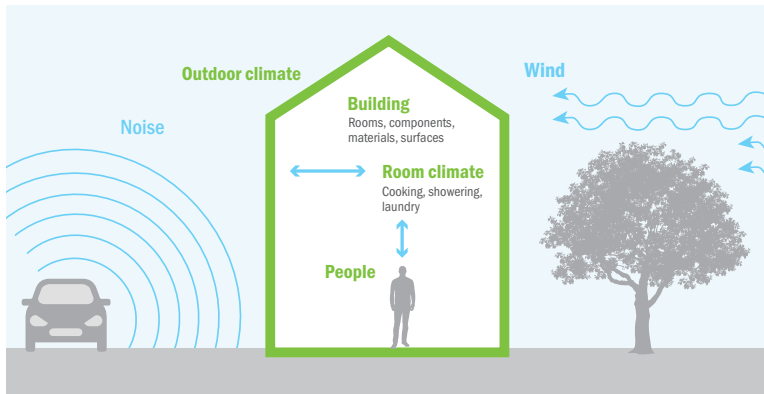 Outdoor climate
Wind
Noise
Building
Rooms, components,
materials, surfaces
Room climate
Cooking, showering,
laundry
People